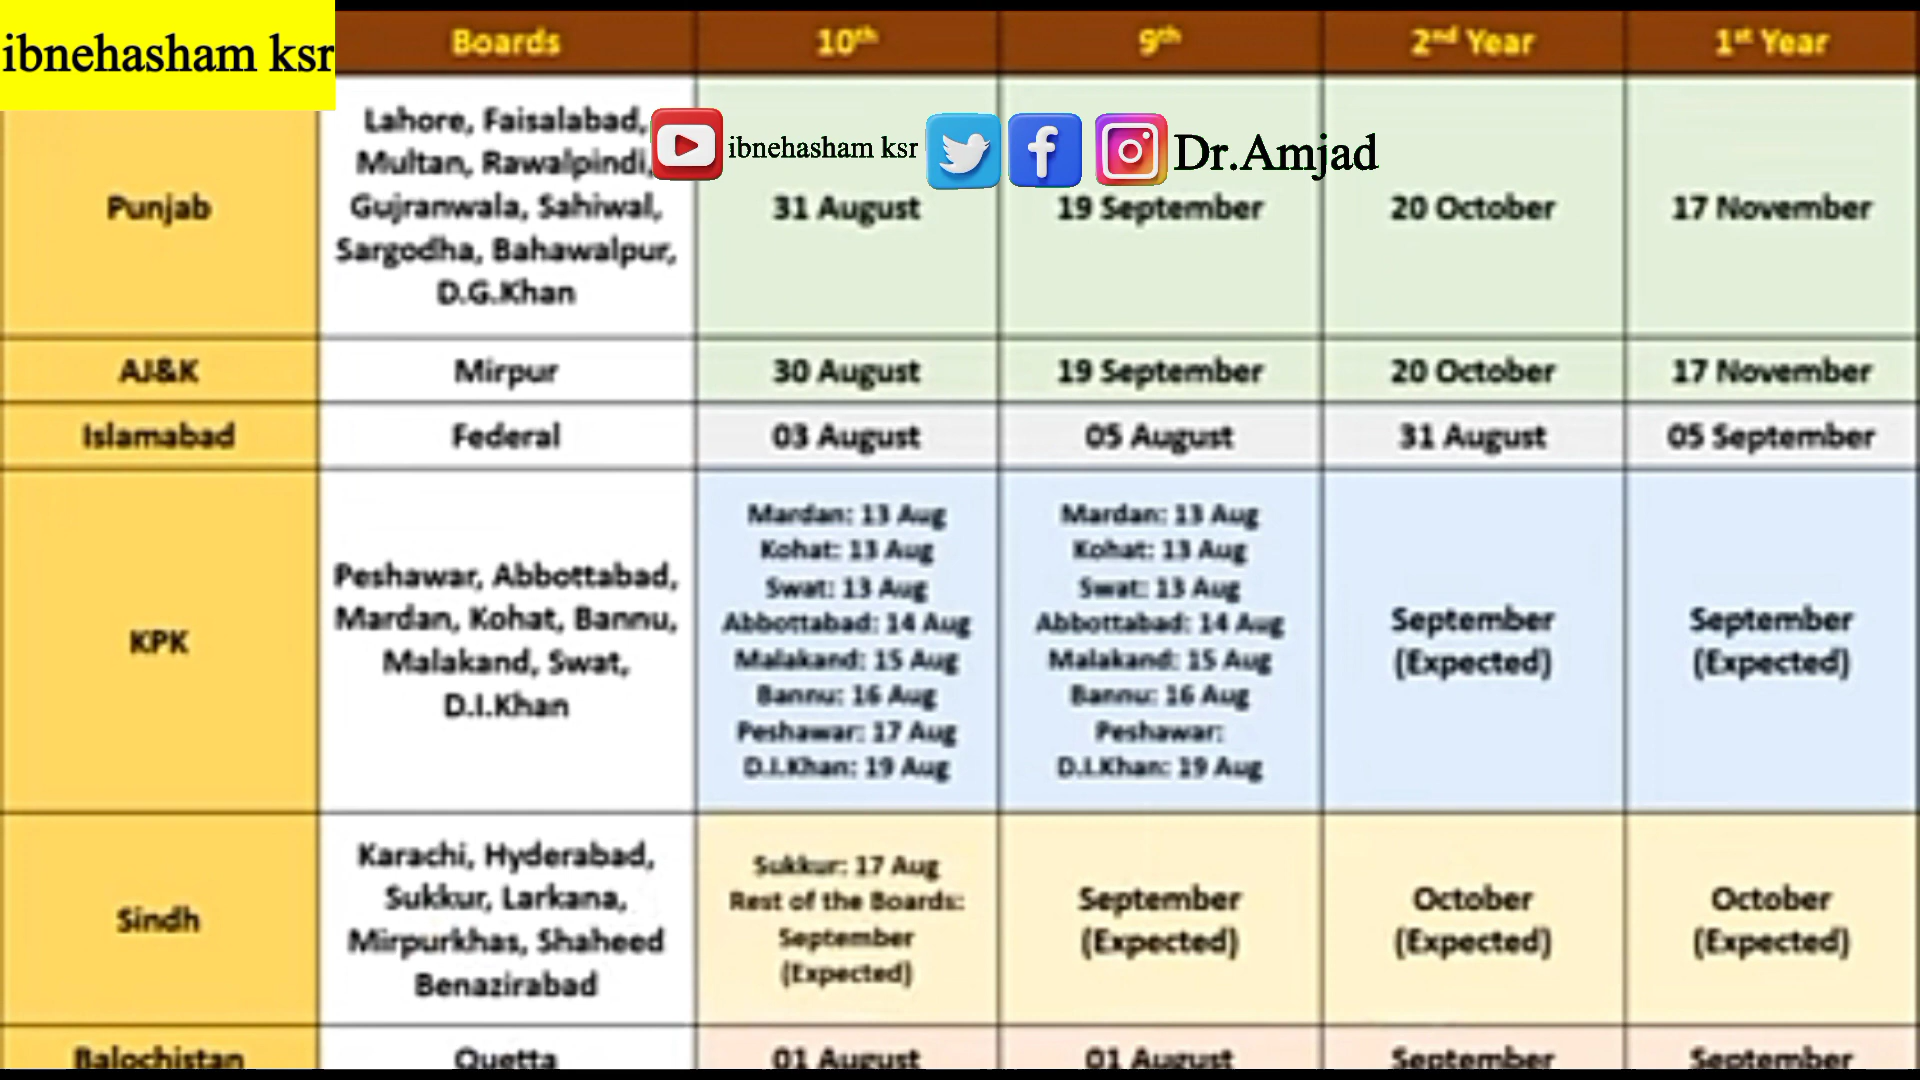 ibnehasham ksr
Boards
10th
9th
2nd Year
1st Year
Punjab
Lahore, Faisalabad,
Multan, Rawalpindi,
Gujranwala, Sahiwal,
Sargodha, Bahawalpur,
D.G.Khan
ibnehasham ksr
Dr.Amjad
31 August
19 September
20 October
17 November
AJ&K
Mirpur
30 August
19 September
20 October
17 November
Islamabad
Federal
03 August
05 August
31 August
05 September
KPK
Peshawar, Abbottabad,
Mardan, Kohat, Bannu,
Malakand, Swat,
D.I.Khan
Mardan: 13 Aug
Kohat: 13 Aug
Swat: 13 Aug
Abbottabad: 14 Aug
Malakand: 15 Aug
Bannu: 16 Aug
Peshawar: 17 Aug
D.I.Khan: 19 Aug
Mardan: 13 Aug
Kohat: 13 Aug
Swat: 13 Aug
Abbottabad: 14 Aug
Malakand: 15 Aug
Bannu: 16 Aug
Peshawar:
D.I.Khan: 19 Aug
September
(Expected)
September
(Expected)
Sindh
Karachi, Hyderabad,
Sukkur, Larkana,
Mirpurkhas, Shaheed
Benazirabad
Sukkur: 17 Aug
Rest of the Boards:
September
(Expected)
September
(Expected)
October
(Expected)
October
(Expected)
Balochistan
Quetta
01 August
01 August
September
September